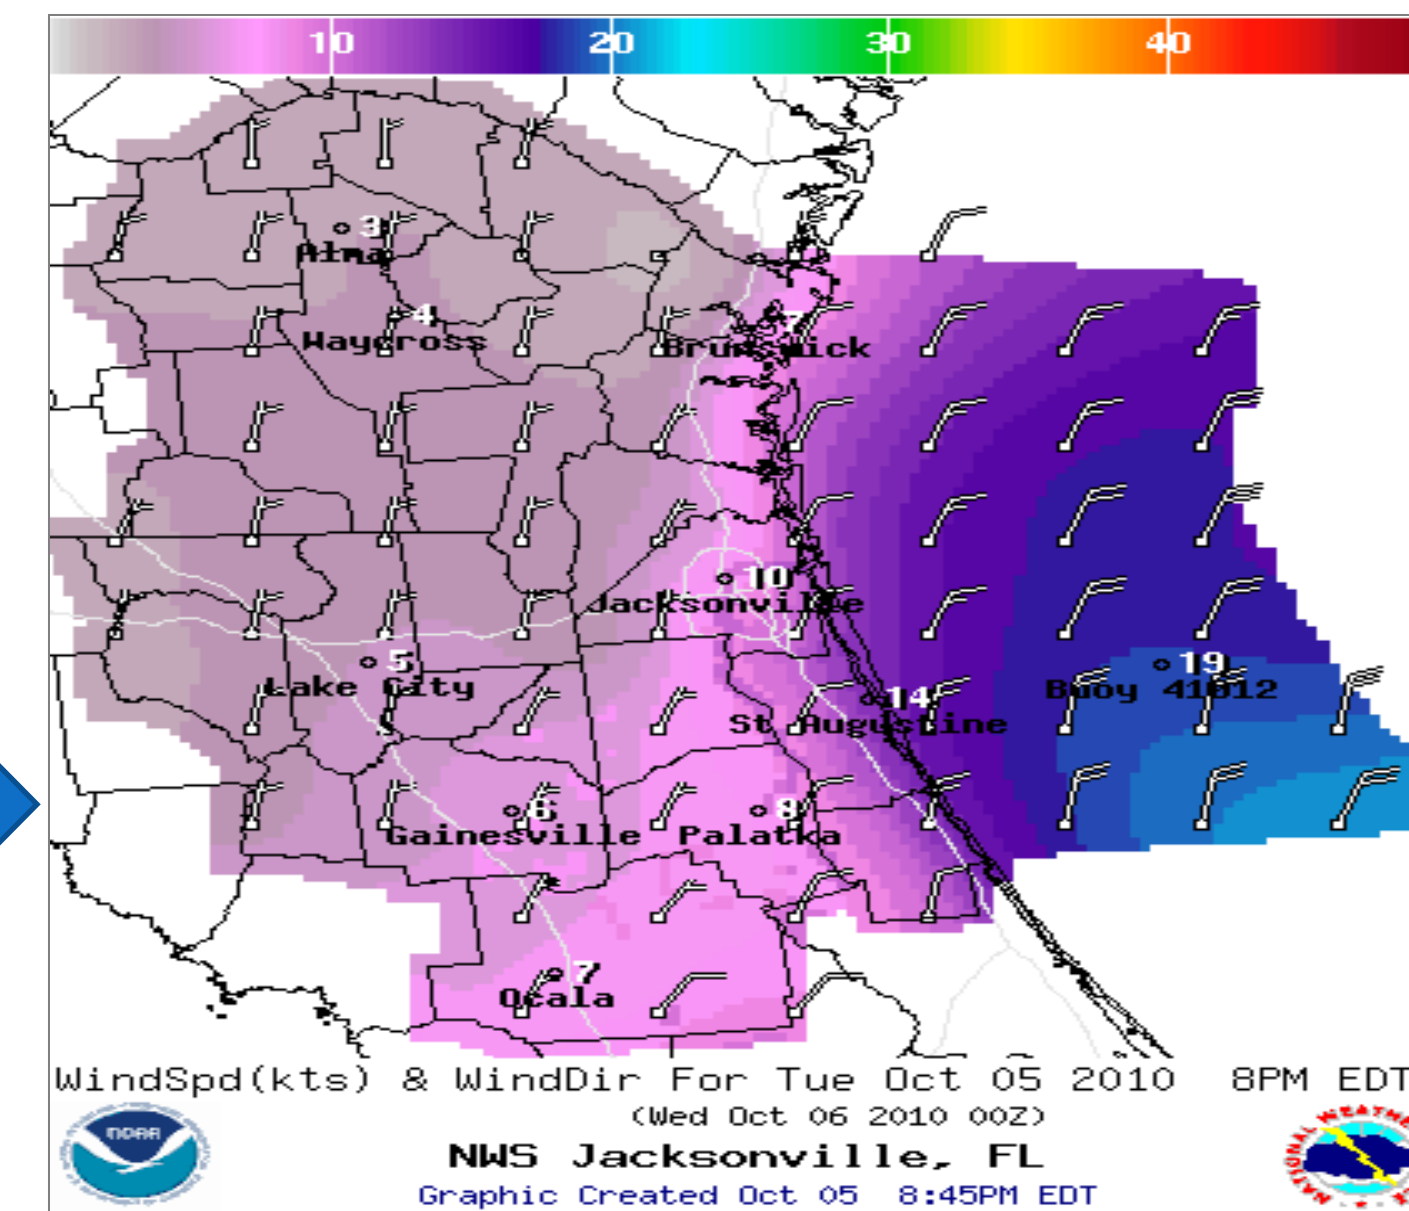 10 20 30 40
3
Alma
4
Waycross
7
Brunswick
10
Jacksonville
5
Lake City
19
Buoy 41012
14
St Augustine
6
Gainesville
8
Palatka
7
Ocala
WindSpd(kts) & WindDir For Tue Oct 05 2010 8PM EDT
(Wed Oct 06 2010 00Z)
NWS Jacksonville, FL
Graphic Created Oct 05 8:45PM EDT
NOAA